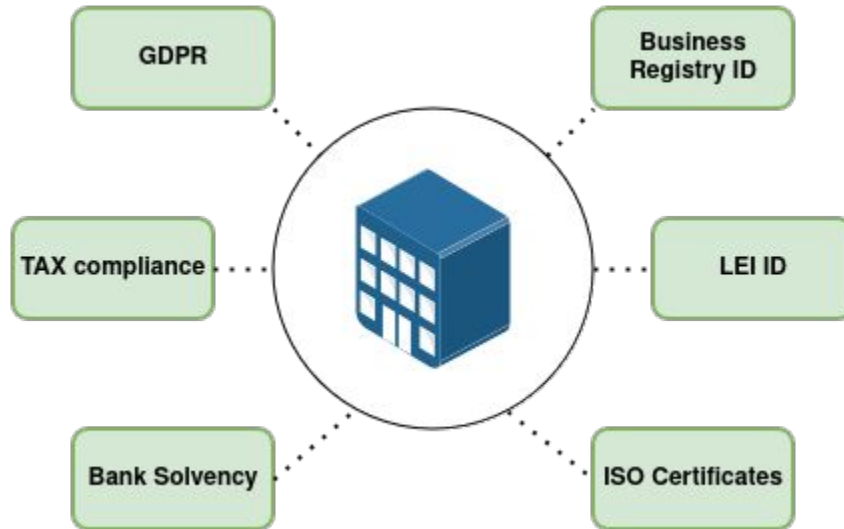 GDPR
Business
Registry ID
TAX compliance
LEI ID
Bank Solvency
ISO Certificates